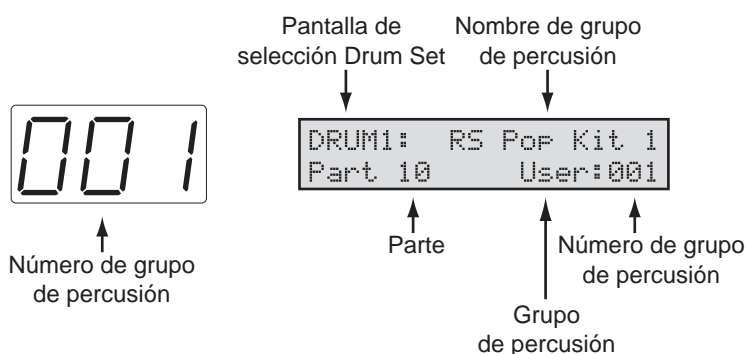 Pantalla de
selección Drum Set
Nombre de grupo
de percusión
001
DRUM1: RS Pop Kit 1
Part 10 User:001
Número de grupo
de percusión
Parte
Número de grupo
de percusión
Grupo
de percusión